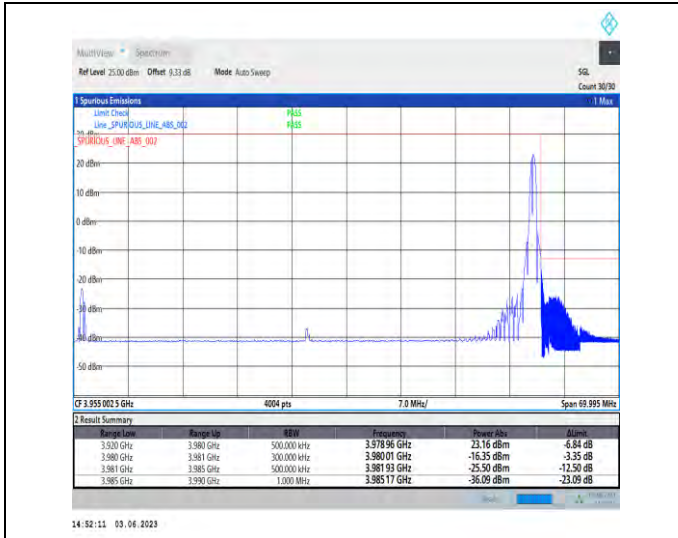 MultiView Spectrum
Ref Level 25.00 dBm Offset 9.33 dB Mode Auto Sweep SGL
Count 30/30
1 Spurious Emissions 1 Max
Limit Check PASS
Line _SPURIOUS_LINE_ABS_002 PASS
_SPURIOUS_LINE_ABS_002
20 dBm
10 dBm
0 dBm
-10 dBm
-20 dBm
-30 dBm
-40 dBm
-50 dBm
CF 3.955 002 5 GHz 4004 pts 7.0 MHz/ Span 69.995 MHz
2 Result Summary
Range Low Range Up RBW Frequency Power Abs ΔLimit
3.920 GHz 3.980 GHz 500.000 kHz 3.978 96 GHz 23.16 dBm -6.84 dB
3.980 GHz 3.981 GHz 300.000 kHz 3.980 01 GHz -16.35 dBm -3.35 dB
3.981 GHz 3.985 GHz 500.000 kHz 3.981 93 GHz -25.50 dBm -12.50 dB
3.985 GHz 3.990 GHz 1.000 MHz 3.985 17 GHz -36.09 dBm -23.09 dB
14:52:11 03.06.2023